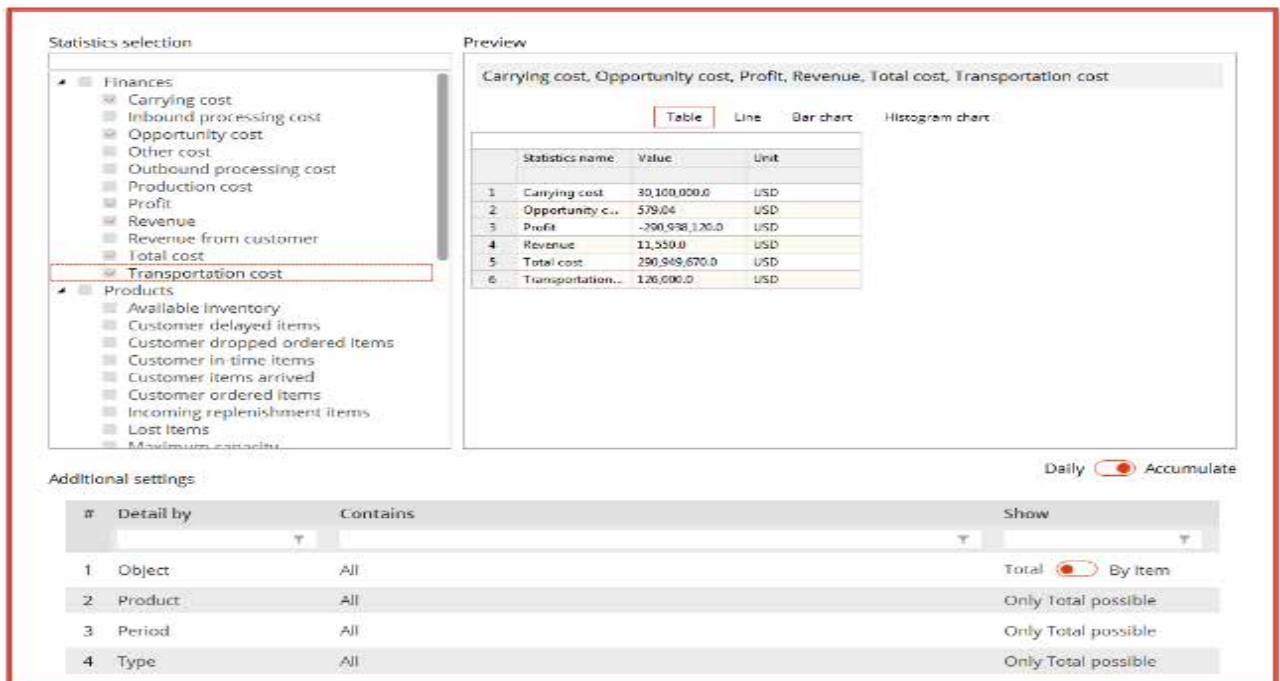 Statistics selection
Preview
Finances
Carrying cost
Inbound processing cost
Opportunity cost
Other cost
Outbound processing cost
Production cost
Profit
Revenue
Revenue from customer
Total cost
Transportation cost
Products
Available Inventory
Customer delayed items
Customer dropped ordered items
Customer in-time items
Customer items arrived
Customer ordered items
Incoming replenishment items
Lost Items
Maximum capacity
Carrying cost, Opportunity cost, Profit, Revenue, Total cost, Transportation cost
Table Line Bar chart Histogram chart
Statistics name Value Unit
1 Carrying cost 30,100,000.0 USD
2 Opportunity c... 579.04 USD
3 Profit -290,938,120.0 USD
4 Revenue 11,550.0 USD
5 Total cost 290,949,670.0 USD
6 Transportation... 126,000.0 USD
Daily Accumulate
Additional settings
# Detail by Contains Show
1 Object All Total By Item
2 Product All Only Total possible
3 Period All Only Total possible
4 Type All Only Total possible